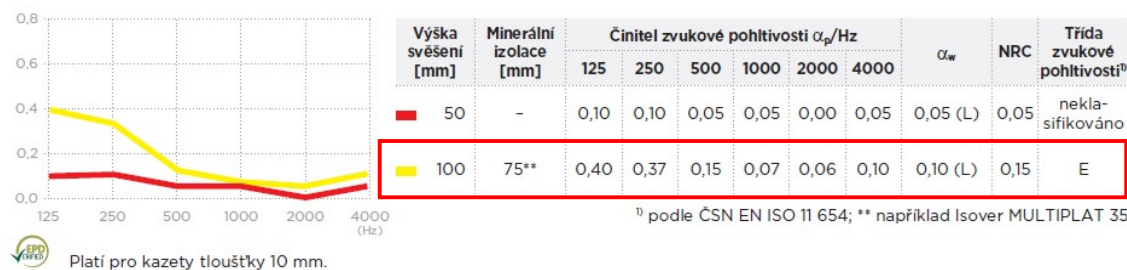 0,8
0,6
0,4
0,2
0,0
125 250 500 1000 2000 4000
(Hz)
Výška svěšení [mm] Minerální izolace [mm] Činitel zvukové pohltivosti αp/Hz αw NRC Třída zvukové pohltivosti¹⁾
125 250 500 1000 2000 4000
50 – 0,10 0,10 0,05 0,05 0,00 0,05 0,05 (L) 0,05 nekla-
sifikováno
100 75** 0,40 0,37 0,15 0,07 0,06 0,10 0,10 (L) 0,15 E
¹⁾ podle ČSN EN ISO 11 654; ** například Isover MULTIPLAT 35
EPD
VERIFIED
Platí pro kazety tloušťky 10 mm.